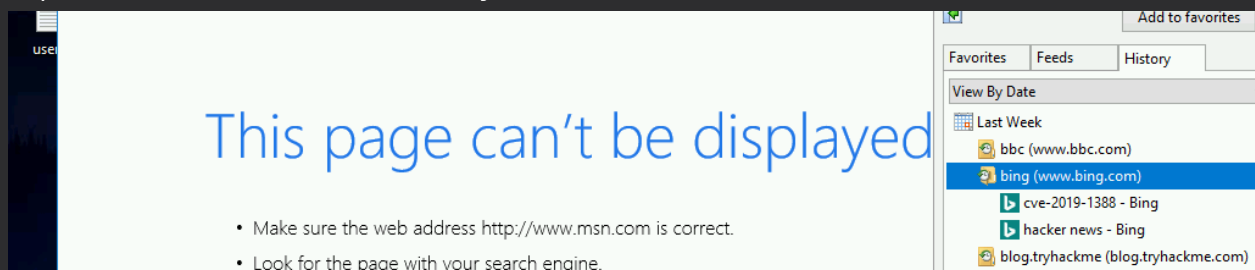 user
This page can't be displayed
• Make sure the web address http://www.msn.com is correct.
• Look for the page with your search engine.
Add to favorites
Favorites Feeds History
View By Date
Last Week
bbc (www.bbc.com)
bing (www.bing.com)
cve-2019-1388 - Bing
hacker news - Bing
blog.tryhackme (blog.tryhackme.com)